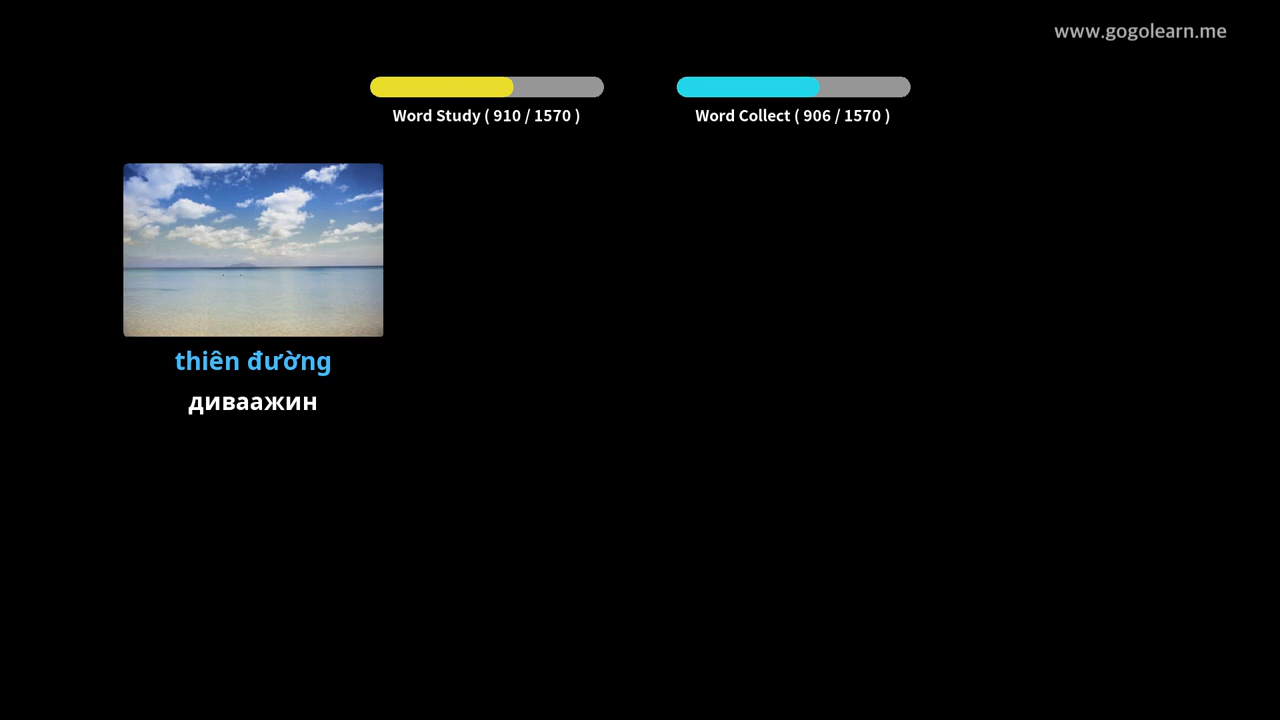 www.gogolearn.me
Word Study ( 910 / 1570 )
Word Collect ( 906 / 1570 )
thiên đường
диваажин